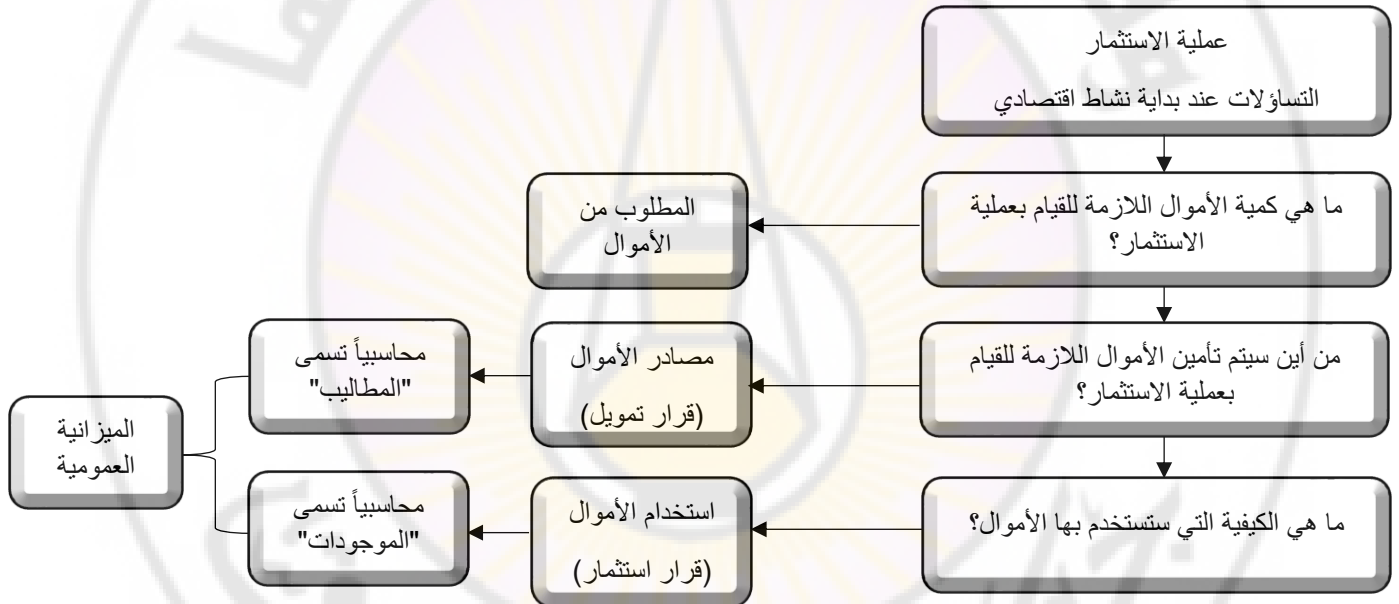 عملية الاستثمار
التساؤلات عند بداية نشاط اقتصادي
ما هي كمية الأموال اللازمة للقيام بعملية
الاستثمار؟
المطلوب من
الأموال
من أين سيتم تأمين الأموال اللازمة للقيام
بعملية الاستثمار؟
مصادر الأموال
(قرار تمويل)
محاسبياً تسمى
"المطاليب"
ما هي الكيفية التي ستستخدم بها الأموال؟
استخدام الأموال
(قرار استثمار)
محاسبياً تسمى
"الموجودات"
الميزانية
العمومية